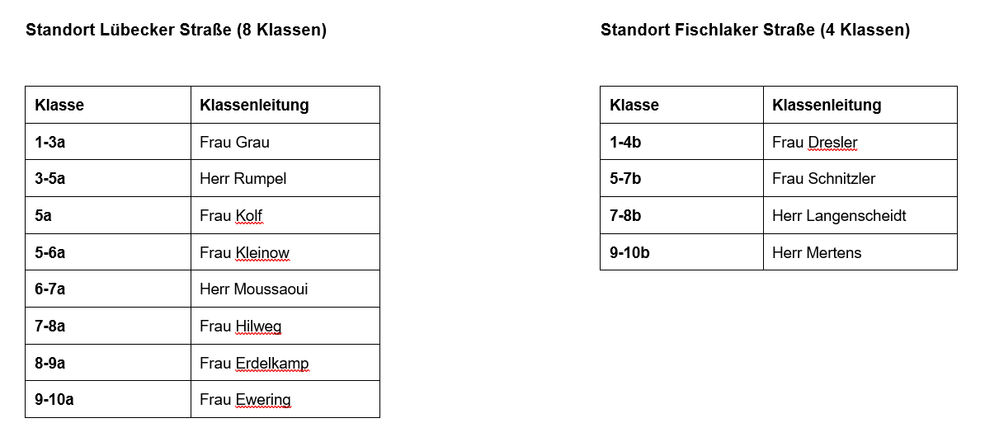 Standort Lübecker Straße (8 Klassen)
Klasse Klassenleitung
1-3a Frau Grau
3-5a Herr Rumpel
5a Frau Kolf
5-6a Frau Kleinow
6-7a Herr Moussaoui
7-8a Frau Hilweg
8-9a Frau Erdelkamp
9-10a Frau Ewering
Standort Fischlaker Straße (4 Klassen)
Klasse Klassenleitung
1-4b Frau Dresler
5-7b Frau Schnitzler
7-8b Herr Langenscheidt
9-10b Herr Mertens